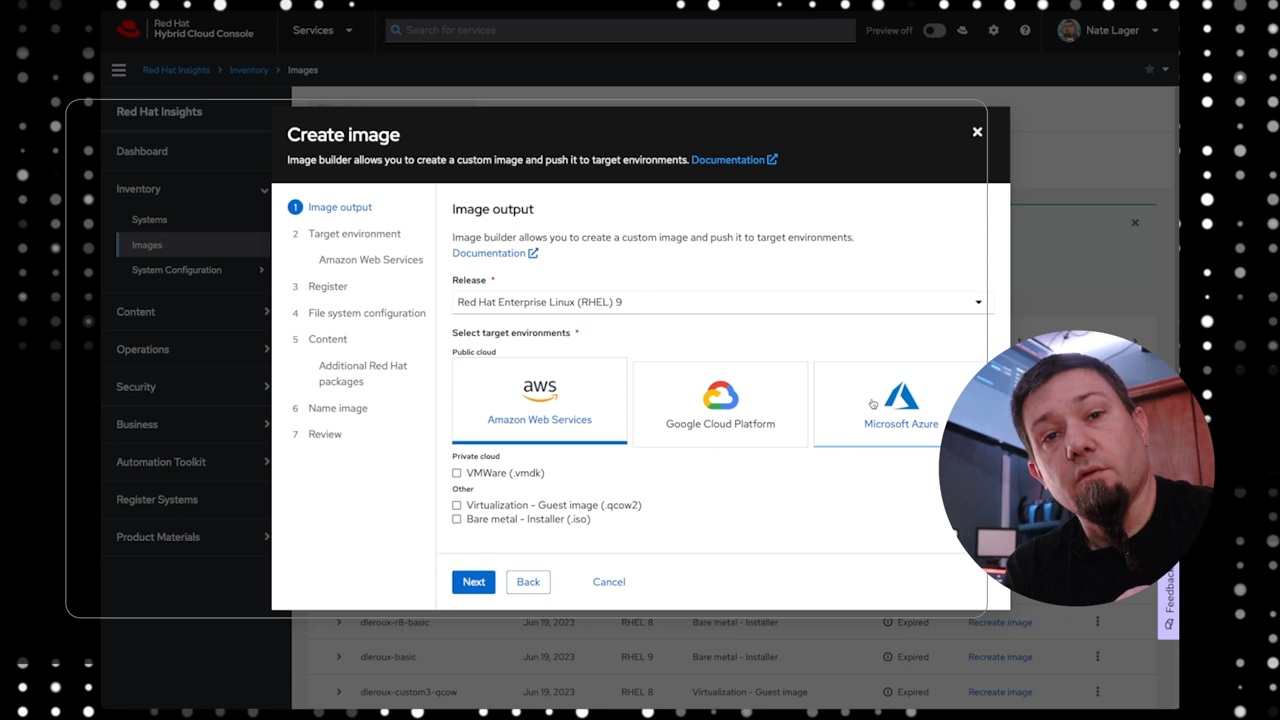 Red Hat
Hybrid Cloud Console
Services
Search for services
Preview off
Nate Lager
Red Hat Insights > Inventory > Images
Red Hat Insights
Dashboard
Inventory
Systems
Images
System Configuration
Content
Operations
Security
Business
Automation Toolkit
Register Systems
Product Materials
Create image
Image builder allows you to create a custom image and push it to target environments. Documentation
1 Image output
2 Target environment
Amazon Web Services
3 Register
4 File system configuration
5 Content
Additional Red Hat
packages
6 Name image
7 Review
Image output
Image builder allows you to create a custom image and push it to target environments.
Documentation
Release *
Red Hat Enterprise Linux (RHEL) 9
Select target environments *
Public cloud
aws
Amazon Web Services
Google Cloud Platform
Microsoft Azure
Private cloud
VMWare (.vmdk)
Other
Virtualization - Guest image (.qcow2)
Bare metal - Installer (.iso)
Next Back Cancel
Feedback
dleroux-r8-basic Jun 19, 2023 RHEL 8 Bare metal - Installer Expired Recreate image
dleroux-basic Jun 19, 2023 RHEL 9 Bare metal - Installer Expired Recreate image
dleroux-custom3-qcow Jun 19, 2023 RHEL 8 Virtualization - Guest image Expired Recreate image